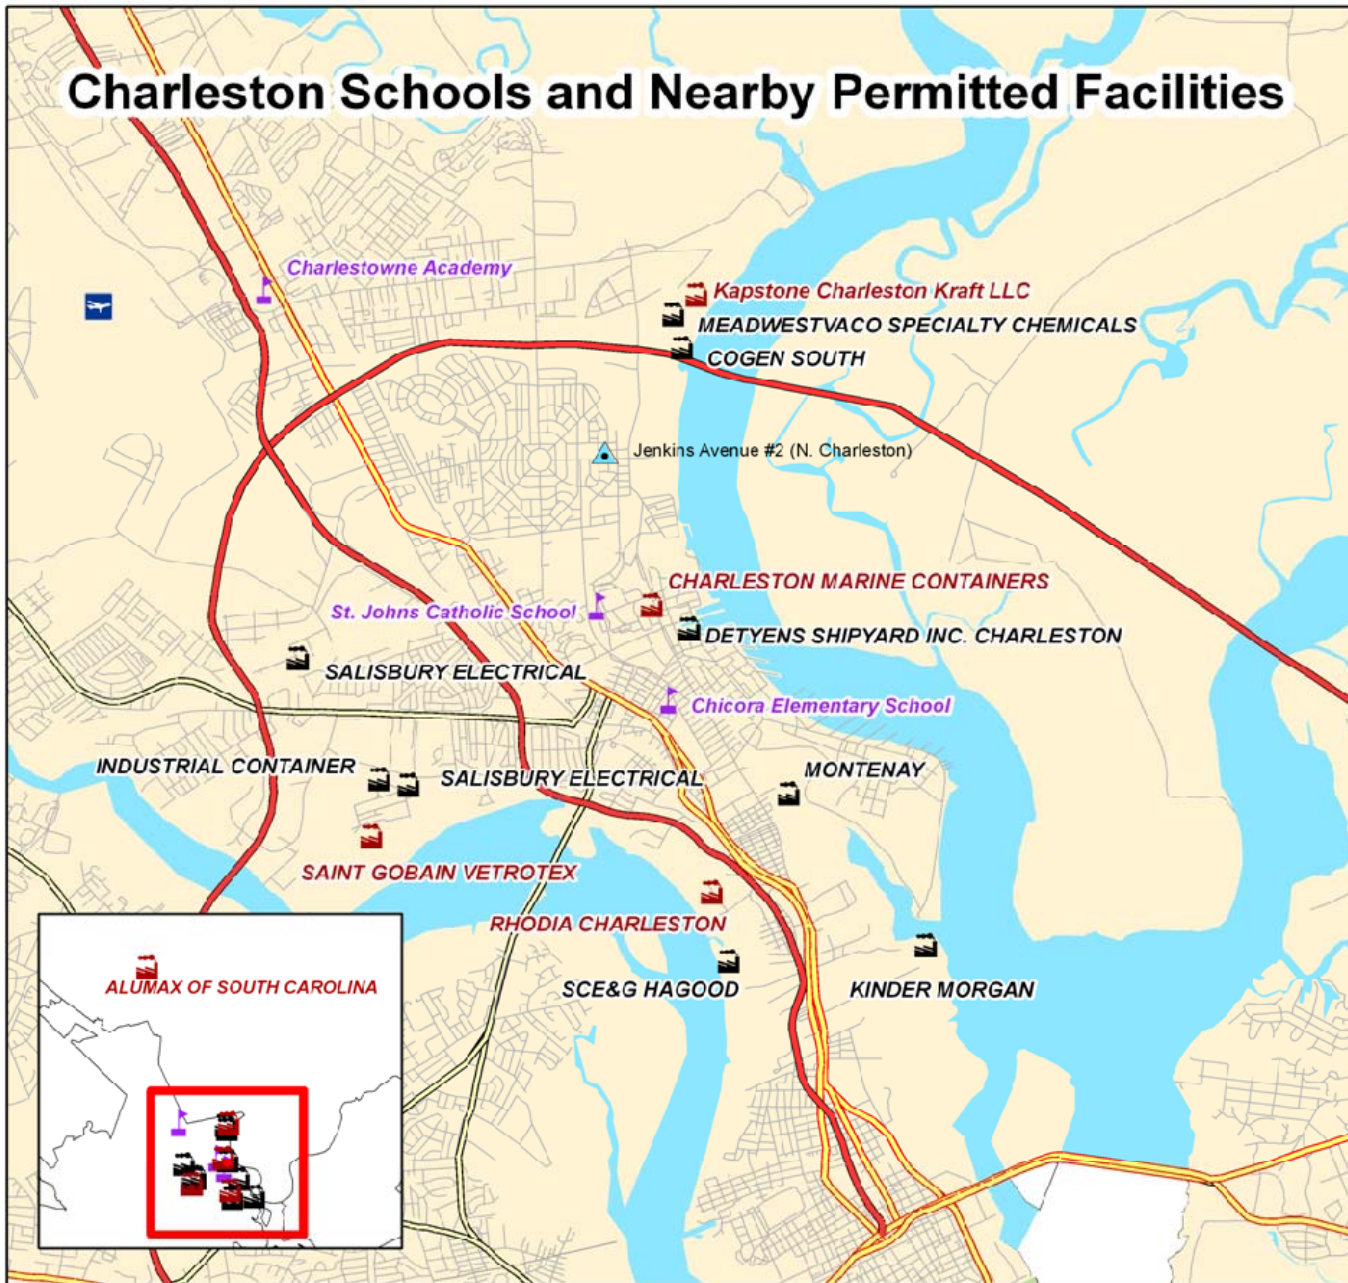 Charleston Schools and Nearby Permitted Facilities
Charlestowne Academy
Kapstone Charleston Kraft LLC
MEADWESTVACO SPECIALTY CHEMICALS
COGEN SOUTH
Jenkins Avenue #2 (N. Charleston)
CHARLESTON MARINE CONTAINERS
St. Johns Catholic School
DETYENS SHIPYARD INC. CHARLESTON
SALISBURY ELECTRICAL
Chicora Elementary School
INDUSTRIAL CONTAINER
SALISBURY ELECTRICAL
MONTENAY
SAINT GOBAIN VETROTEX
RHODIA CHARLESTON
SCE&G HAGOOD
KINDER MORGAN
ALUMAX OF SOUTH CAROLINA